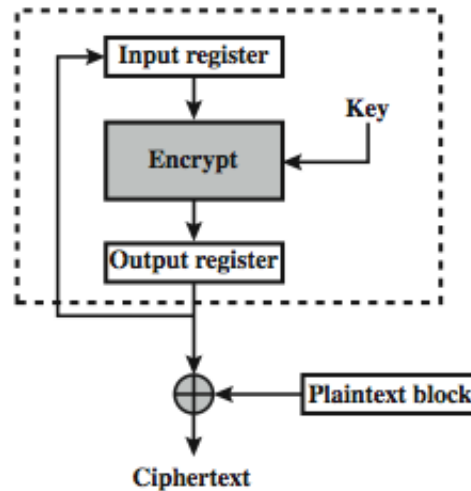 Input register
Key
Encrypt
Output register
Plaintext block
Ciphertext